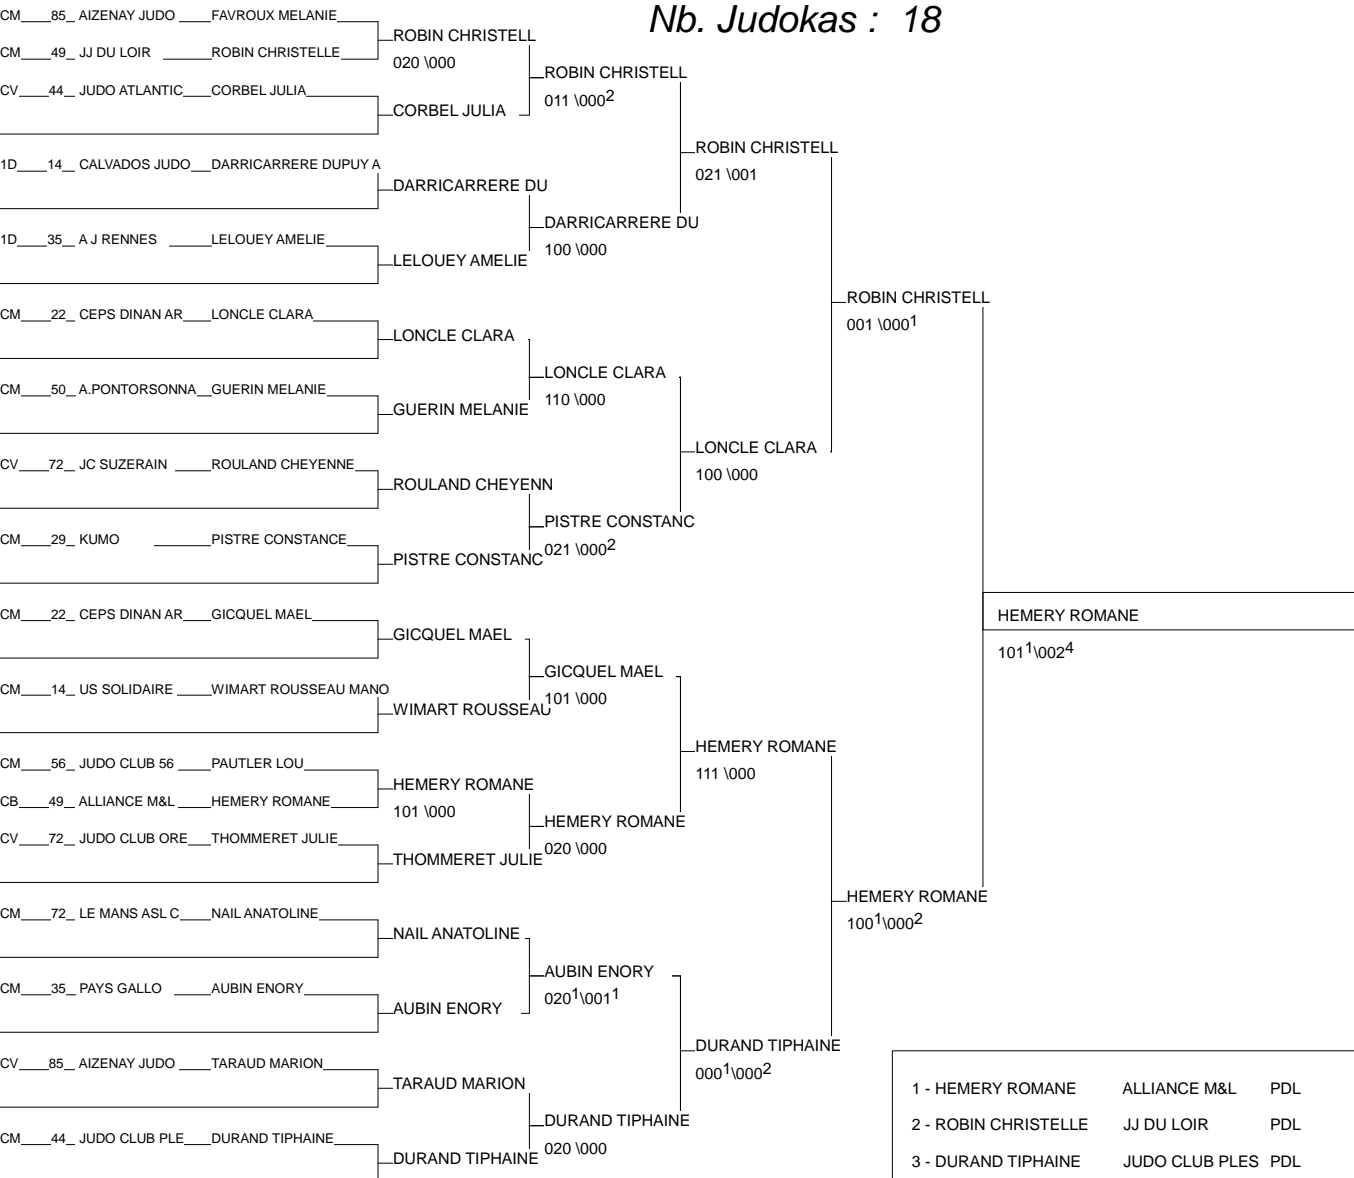 Nb. Judokas : 18
CM 85 AIZENAY JUDO FAVROUX MELANIE
CM 49 JJ DU LOIR ROBIN CHRISTELLE
CV 44 JUDO ATLANTIC CORBEL JULIA
1D 14 CALVADOS JUDO DARRICARRERE DUPUY A
1D 35 A J RENNES LELOUEY AMELIE
CM 22 CEPS DINAN AR LONCLE CLARA
CM 50 A.PONTORSONNA GUERIN MELANIE
CV 72 JC SUZERAIN ROULAND CHEYENNE
CM 29 KUMO PISTRE CONSTANCE
CM 22 CEPS DINAN AR GICQUEL MAEL
CM 14 US SOLIDAIRE WIMART ROUSSEAU MANO
CM 56 JUDO CLUB 56 PAUTLER LOU
CB 49 ALLIANCE M&L HEMERY ROMANE
CV 72 JUDO CLUB ORE THOMMERET JULIE
CM 72 LE MANS ASL C NAIL ANATOLINE
CM 35 PAYS GALLO AUBIN ENORY
CV 85 AIZENAY JUDO TARAUD MARION
CM 44 JUDO CLUB PLE DURAND TIPHAINE
ROBIN CHRISTELL
020 \000
CORBEL JULIA
DARRICARRERE DU
LELOUEY AMELIE
LONCLE CLARA
GUERIN MELANIE
ROULAND CHEYENN
PISTRE CONSTANC
GICQUEL MAEL
WIMART ROUSSEAU
HEMERY ROMANE
101 \000
THOMMERET JULIE
NAIL ANATOLINE
AUBIN ENORY
TARAUD MARION
DURAND TIPHAINE
ROBIN CHRISTELL
011 \000²
DARRICARRERE DU
100 \000
LONCLE CLARA
110 \000
PISTRE CONSTANC
021 \000²
GICQUEL MAEL
101 \000
HEMERY ROMANE
020 \000
AUBIN ENORY
020¹\001¹
DURAND TIPHAINE
020 \000
ROBIN CHRISTELL
021 \001
LONCLE CLARA
100 \000
HEMERY ROMANE
111 \000
DURAND TIPHAINE
000¹\000²
ROBIN CHRISTELL
001 \000¹
HEMERY ROMANE
100¹\000²
HEMERY ROMANE
101¹\002⁴
1 - HEMERY ROMANE ALLIANCE M&L PDL
2 - ROBIN CHRISTELLE JJ DU LOIR PDL
3 - DURAND TIPHAINE JUDO CLUB PLES PDL